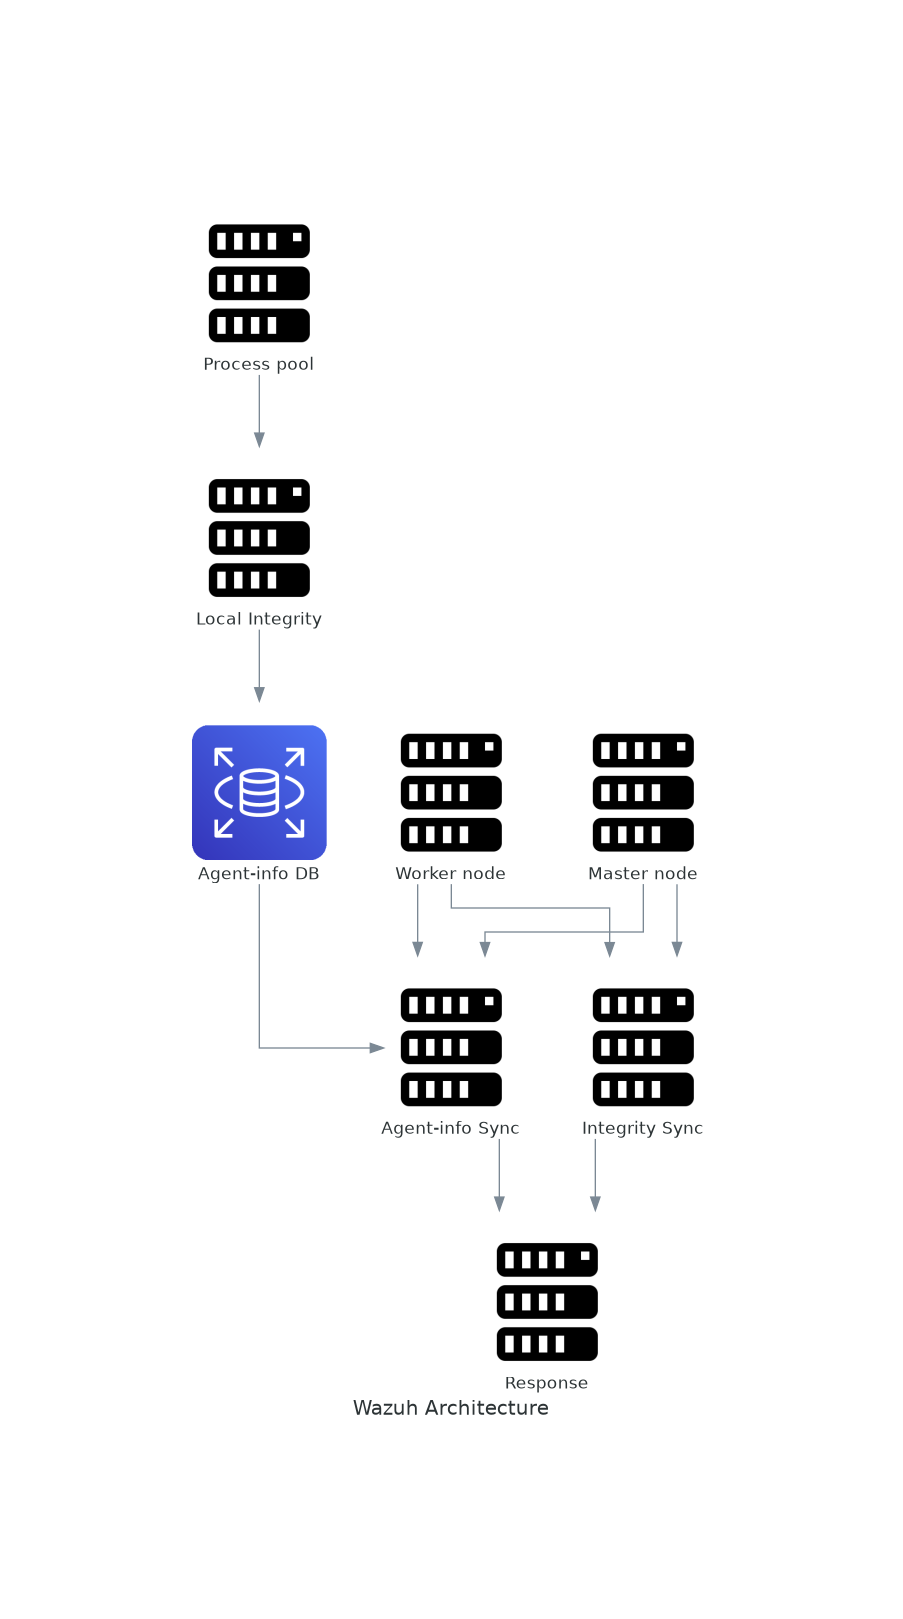 Process pool
Local Integrity
Agent-info DB
Worker node
Master node
Agent-info Sync
Integrity Sync
Response
Wazuh Architecture